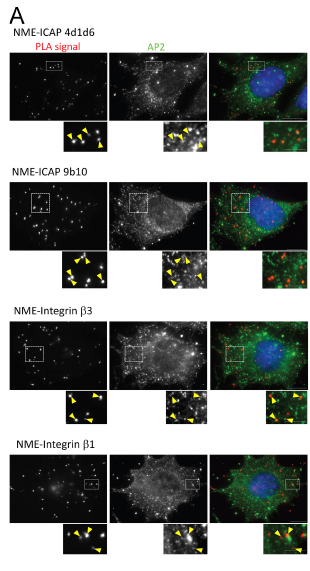 A
NME-ICAP 4d1d6
PLA signal AP2
NME-ICAP 9b10
NME-Integrin β3
NME-Integrin β1